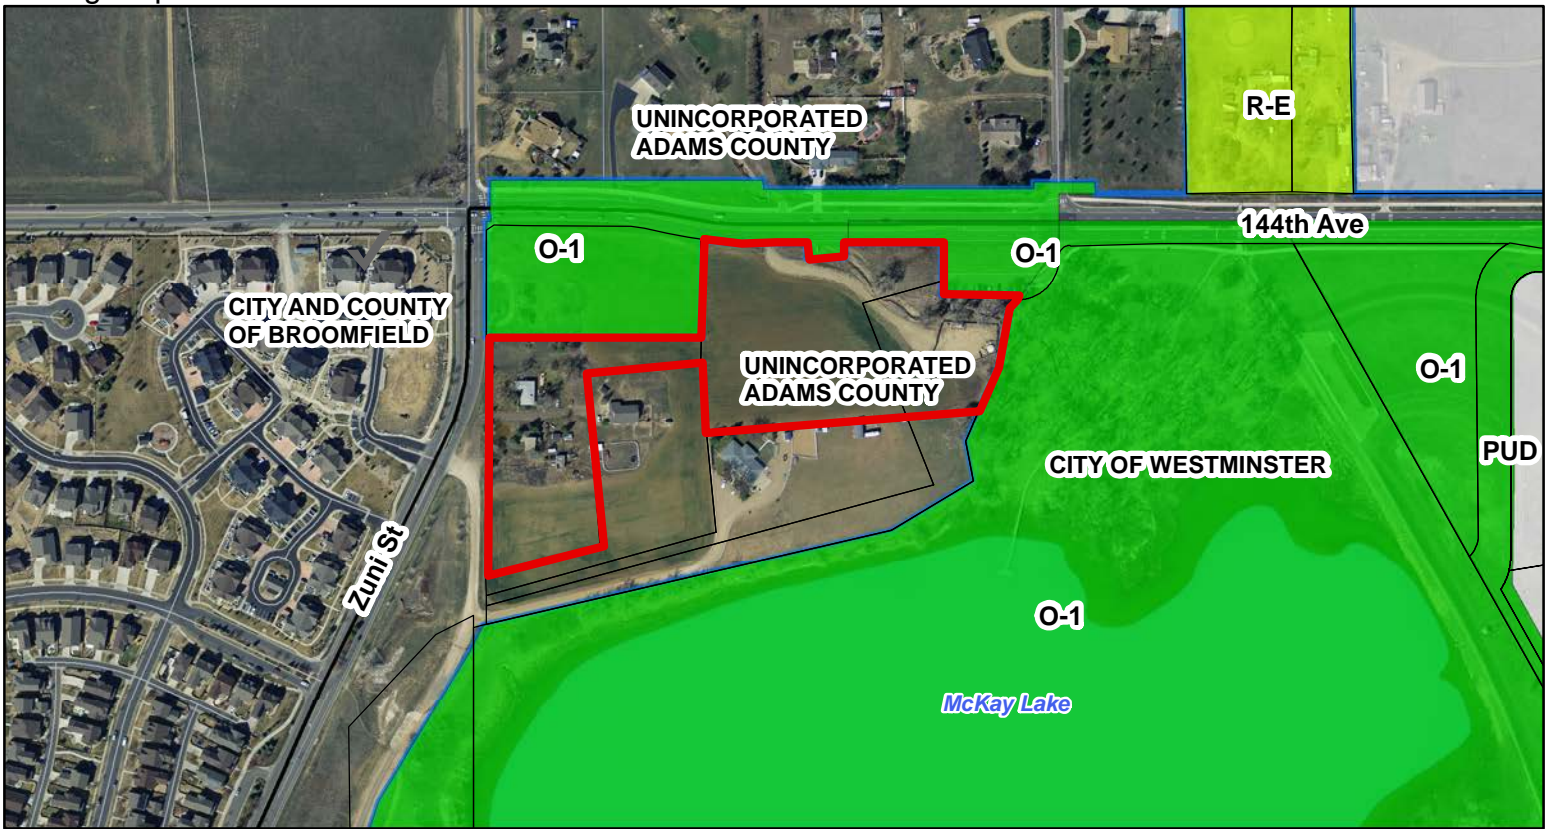 UNINCORPORATED
ADAMS COUNTY
R-E
144th Ave
O-1
O-1
CITY AND COUNTY
OF BROOMFIELD
UNINCORPORATED
ADAMS COUNTY
O-1
PUD
CITY OF WESTMINSTER
Zuni St
O-1
McKay Lake